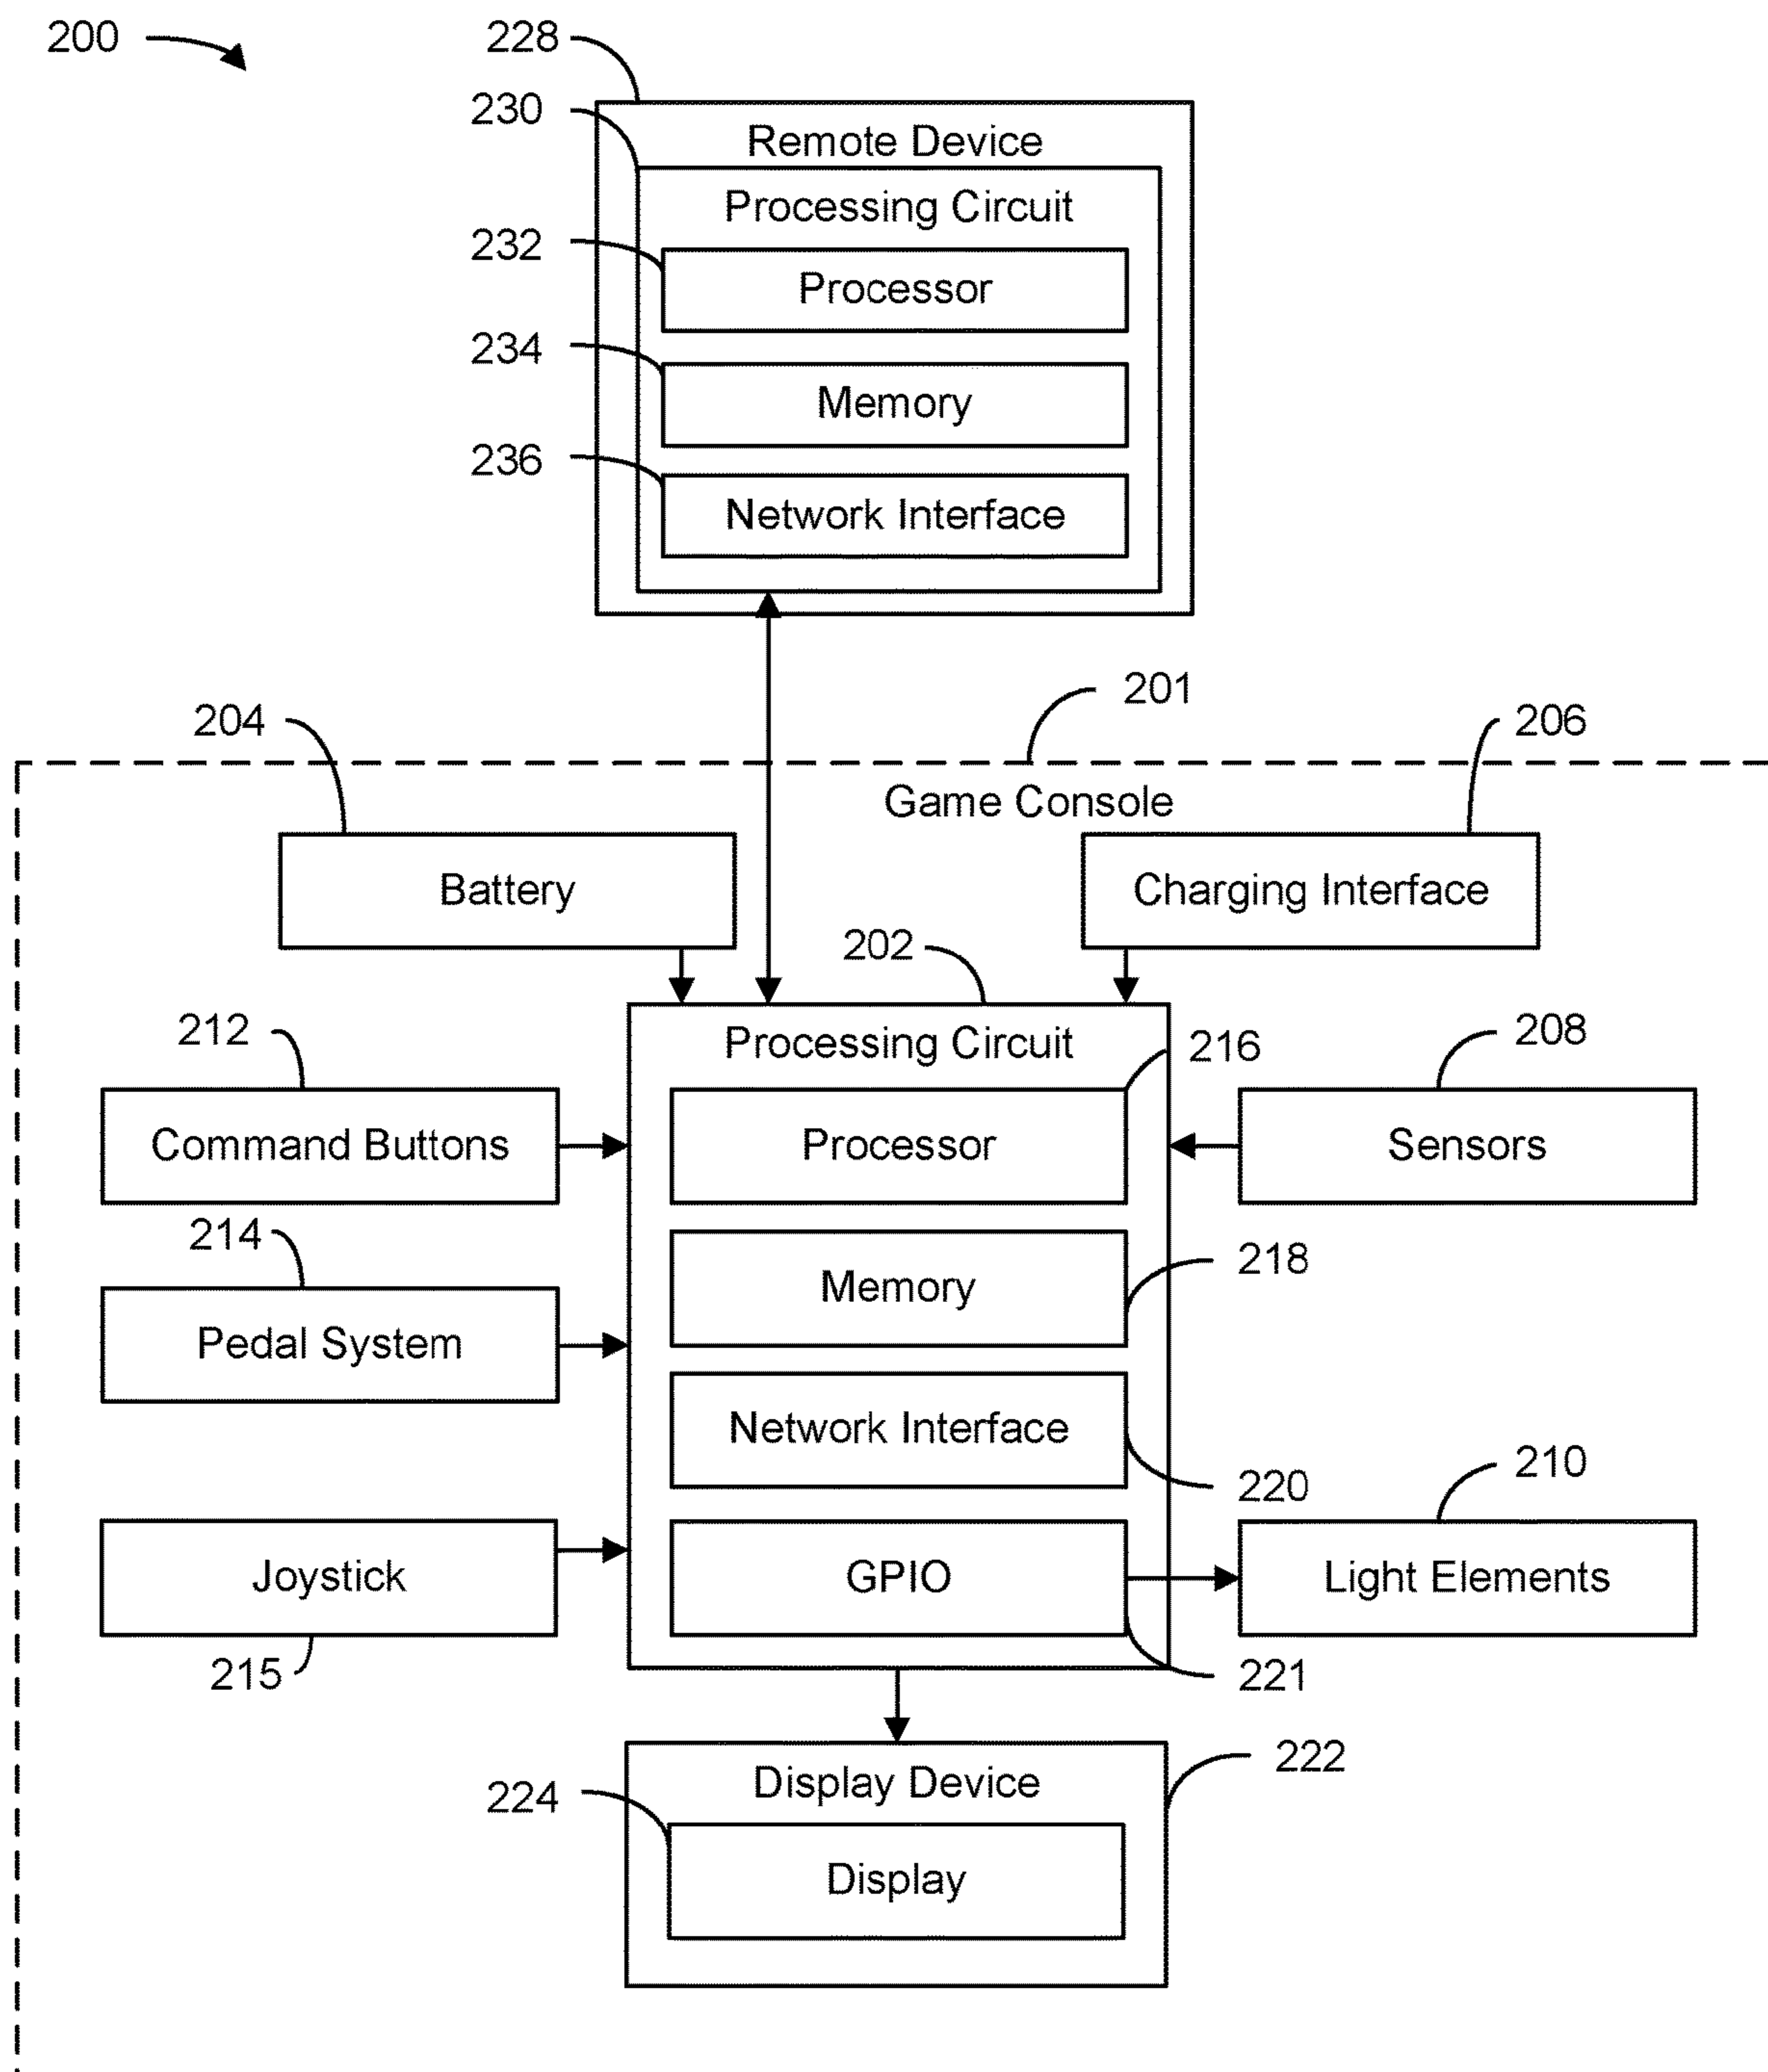 200
228
230
Remote Device
Processing Circuit
232
Processor
234
Memory
236
Network Interface
201
204
206
Game Console
Battery
Charging Interface
202
212
Processing Circuit
216
208
Command Buttons
Processor
Sensors
214
218
Memory
Pedal System
Network Interface
220
210
Joystick
GPIO
Light Elements
215
221
222
Display Device
224
Display